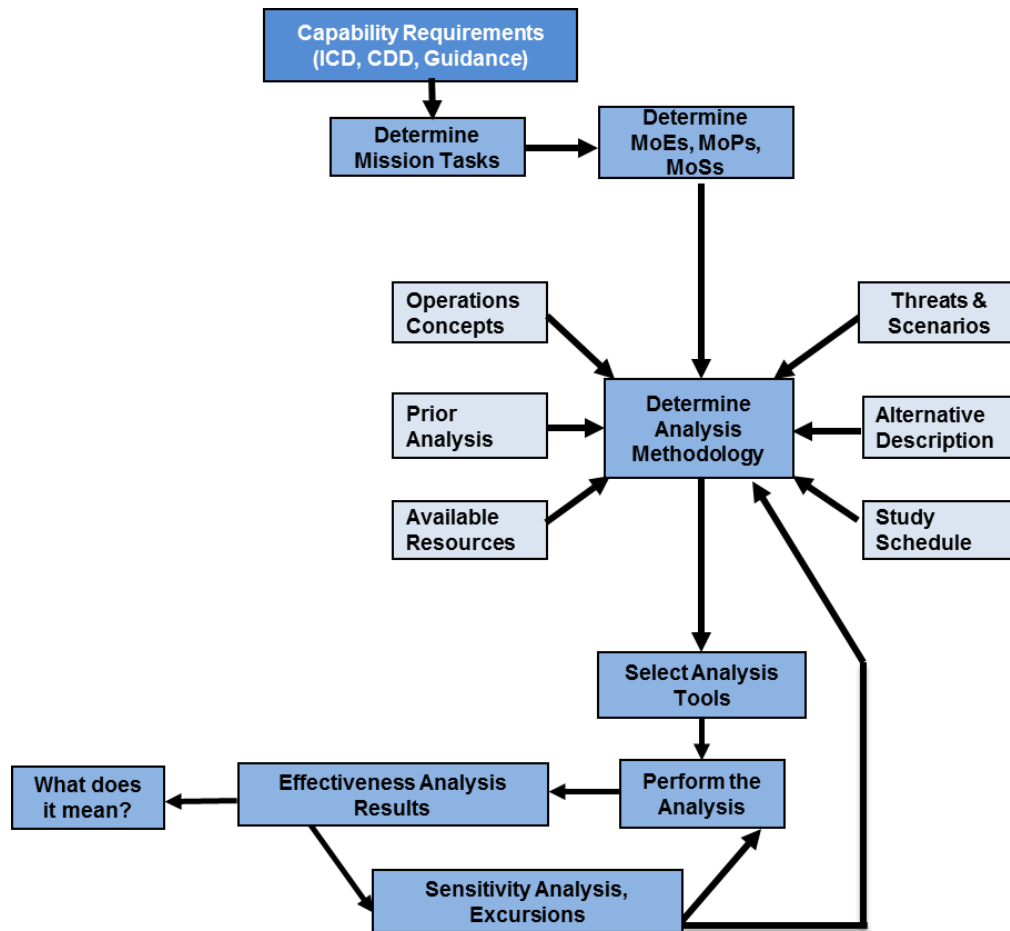 Capability Requirements
(ICD, CDD, Guidance)
Determine
Mission Tasks
Determine
MoEs, MoPs,
MoSs
Operations
Concepts
Threats &
Scenarios
Prior
Analysis
Determine
Analysis
Methodology
Alternative
Description
Available
Resources
Study
Schedule
Select Analysis
Tools
What does
it mean?
Effectiveness Analysis
Results
Perform the
Analysis
Sensitivity Analysis,
Excursions